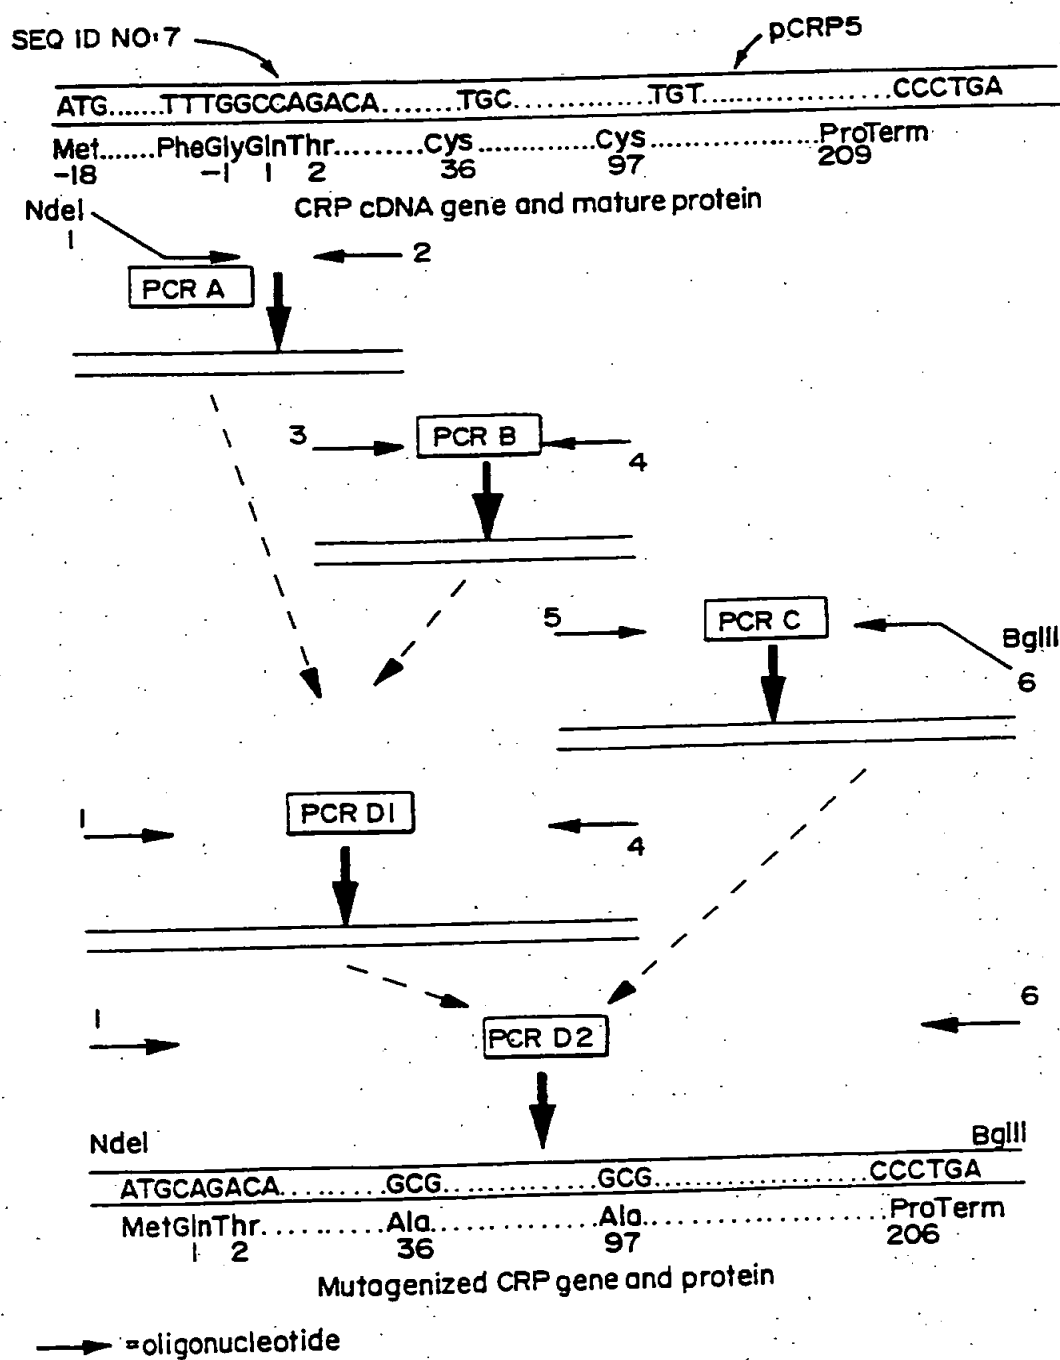 SEQ ID NO:7
pCRP5
ATG......TTTGGCCAGACA........TGC..............TGT...................CCCTGA
Met.......PheGlyGlnThr.........Cys............Cys.................ProTerm
-18 -1 1 2 36 97 209
NdeI
CRP cDNA gene and mature protein
1
2
PCR A
3
PCR B
4
5
PCR C
BglII
6
1
PCR D1
4
1
6
PCR D2
NdeI
BglII
ATGCAGACA..........GCG..............GCG...................CCCTGA
MetGlnThr............Ala................Ala.....................ProTerm
1 2 36 97 206
Mutagenized CRP gene and protein
=oligonucleotide